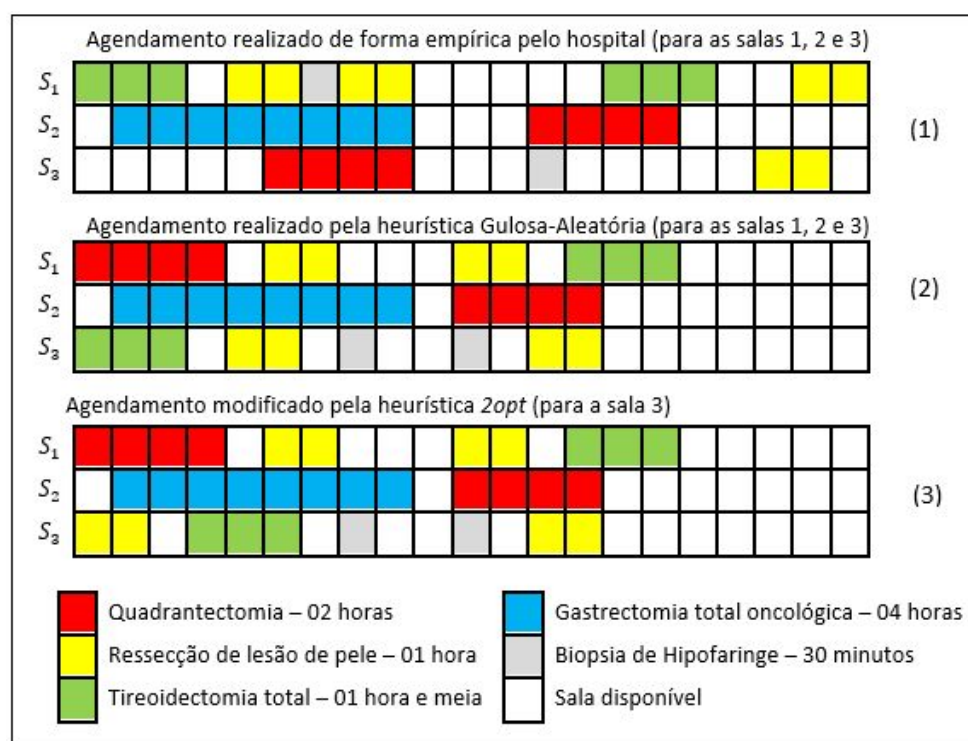 Agendamento realizado de forma empírica pelo hospital (para as salas 1, 2 e 3)
S₁
S₂
S₃
(1)
Agendamento realizado pela heurística Gulosa-Aleatória (para as salas 1, 2 e 3)
S₁
S₂
S₃
(2)
Agendamento modificado pela heurística 2opt (para a sala 3)
S₁
S₂
S₃
(3)
Quadrantectomia – 02 horas
Ressecção de lesão de pele – 01 hora
Tireoidectomia total – 01 hora e meia
Gastrectomia total oncológica – 04 horas
Biopsia de Hipofaringe – 30 minutos
Sala disponível